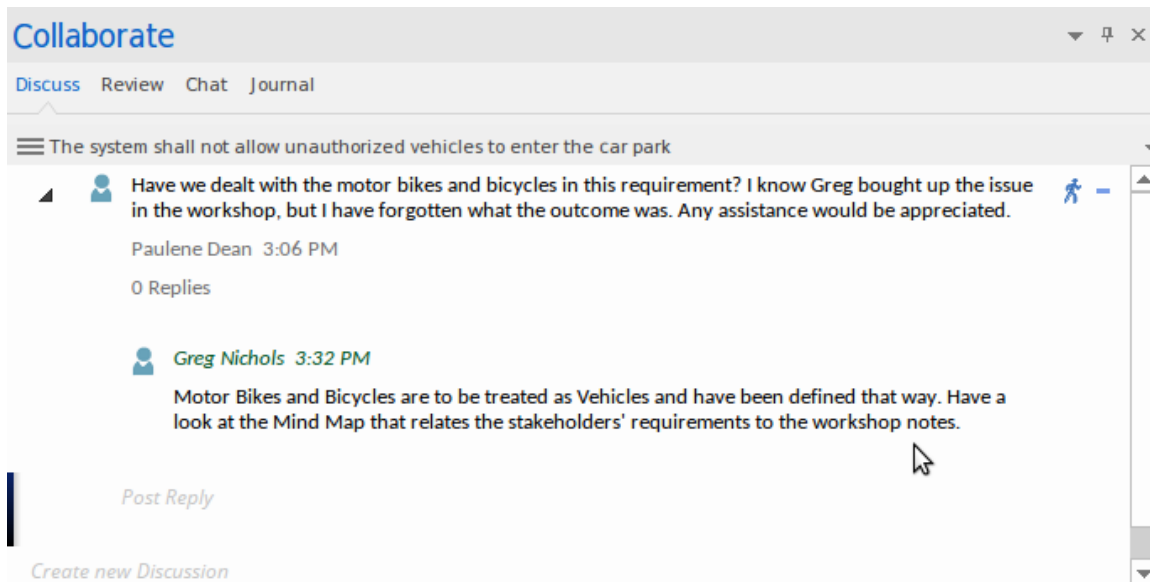 Collaborate
Discuss Review Chat Journal
The system shall not allow unauthorized vehicles to enter the car park
Have we dealt with the motor bikes and bicycles in this requirement? I know Greg bought up the issue
in the workshop, but I have forgotten what the outcome was. Any assistance would be appreciated.
Paulene Dean 3:06 PM
0 Replies
Greg Nichols 3:32 PM
Motor Bikes and Bicycles are to be treated as Vehicles and have been defined that way. Have a
look at the Mind Map that relates the stakeholders' requirements to the workshop notes.
Post Reply
Create new Discussion